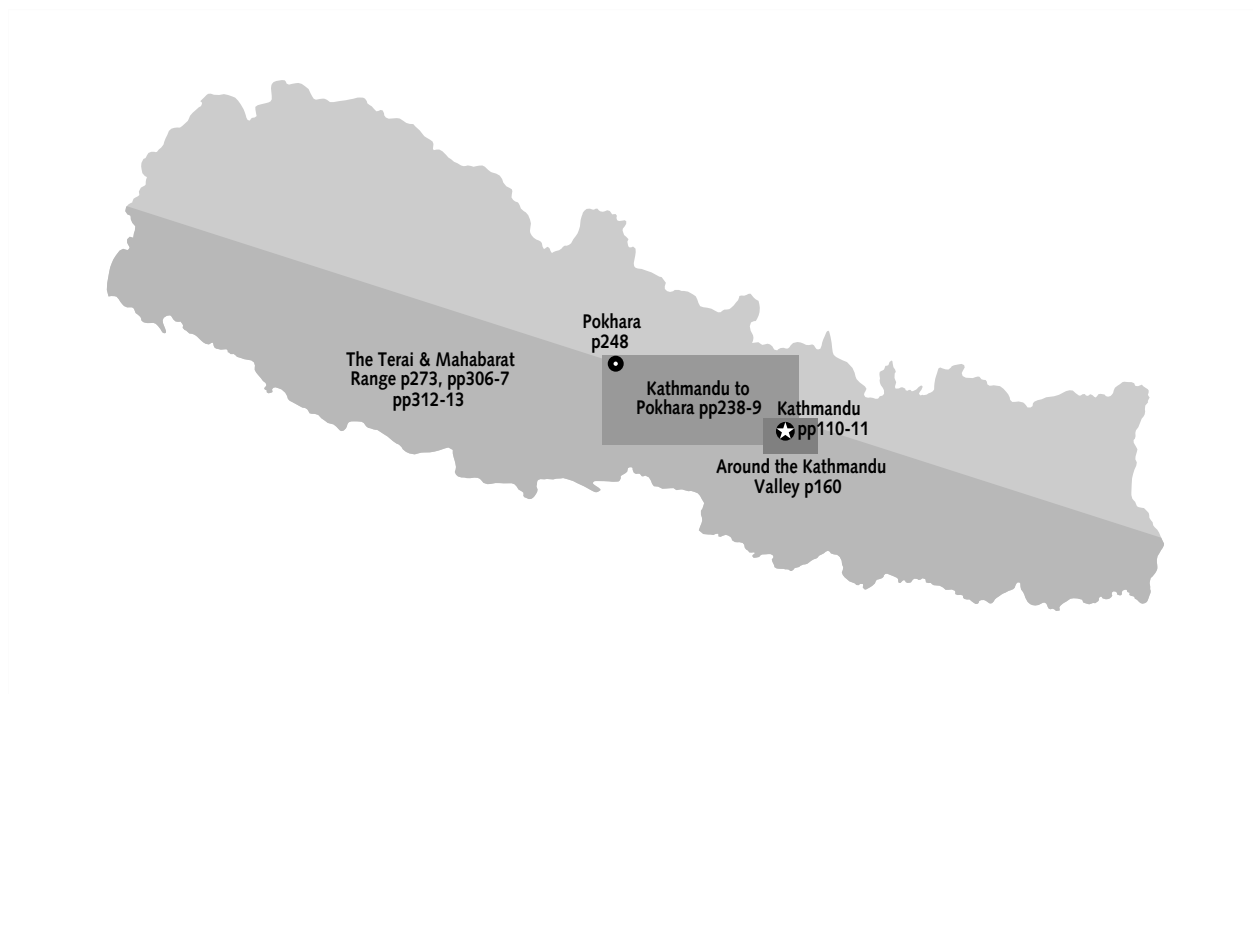 Pokhara
p248
The Terai & Mahabarat
Range p273, pp306-7
pp312-13
Kathmandu to
Pokhara pp238-9
Kathmandu
pp110-11
Around the Kathmandu
Valley p160